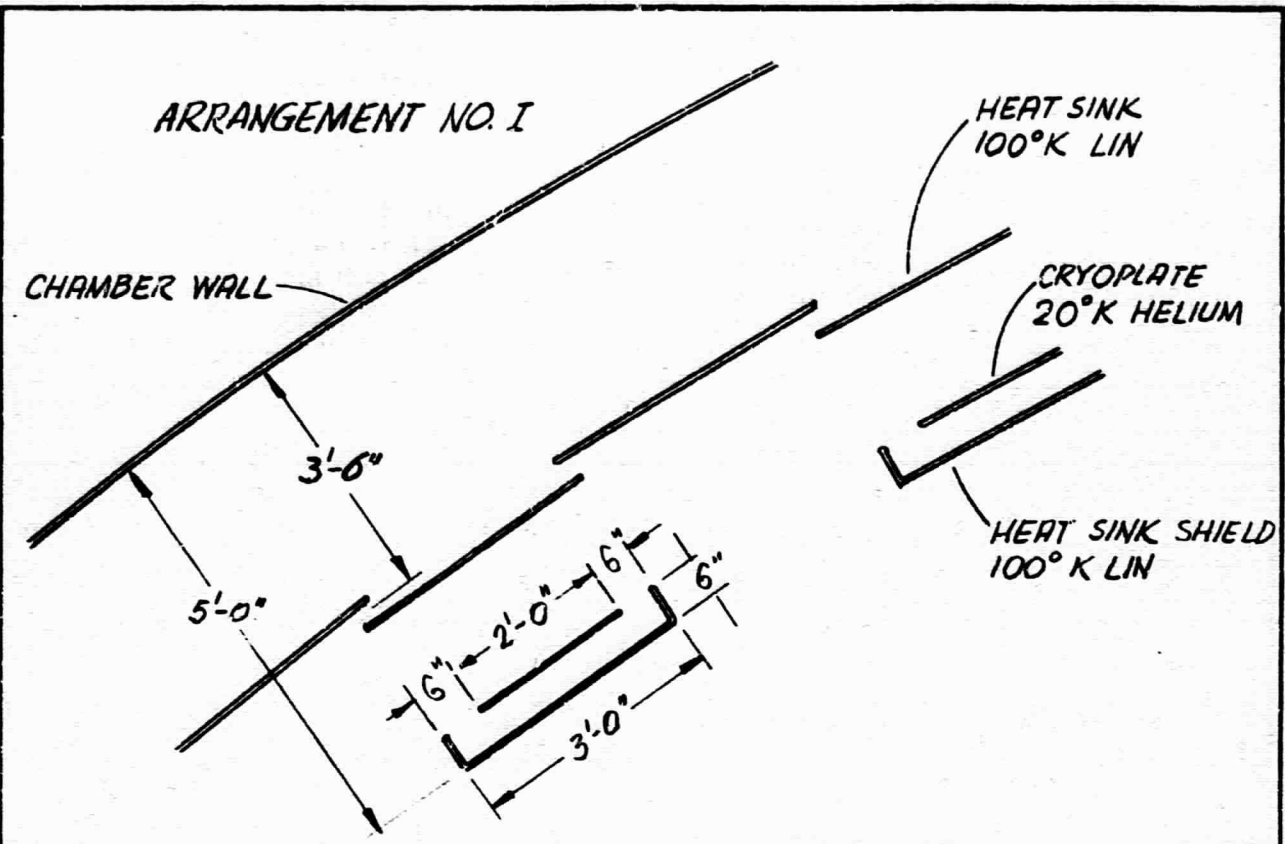 ARRANGEMENT NO. I
HEAT SINK
100°K LIN
CHAMBER WALL
CRYOPLATE
20°K HELIUM
3'-6"
HEAT SINK SHIELD
100°K LIN
5'-0"
6"
2'-0"
6"
6"
3'-0"